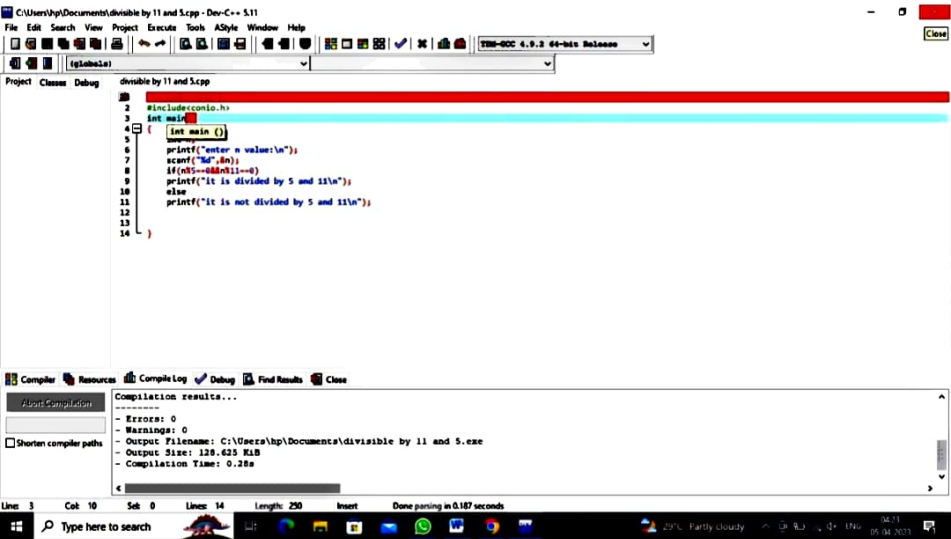 C:\Users\hp\Documents\divisible by 11 and 5.cpp - Dev-C++ 5.11
File Edit Search View Project Execute Tools AStyle Window Help
Close
TDM-GCC 4.9.2 64-bit Release
(globals)
Project Classes Debug divisible by 11 and 5.cpp
2 #include<conio.h>
3 int main
4 {
int main ()
5
6 printf("enter n value:\n");
7 scanf("%d",&n);
8 if(n%5==0&&n%11==0)
9 printf("it is divided by 5 and 11\n");
10 else
11 printf("it is not divided by 5 and 11\n");
12
13
14 }
Compiler Resources Compile Log Debug Find Results Close
Abort Compilation
Shorten compiler paths
Compilation results...
--------
- Errors: 0
- Warnings: 0
- Output Filename: C:\Users\hp\Documents\divisible by 11 and 5.exe
- Output Size: 128.625 KiB
- Compilation Time: 0.28s
Line: 3 Col: 10 Sel: 0 Lines: 14 Length: 250 Insert Done parsing in 0.187 seconds
Type here to search
29°C Partly cloudy
ENG
04:21
05-04-2023